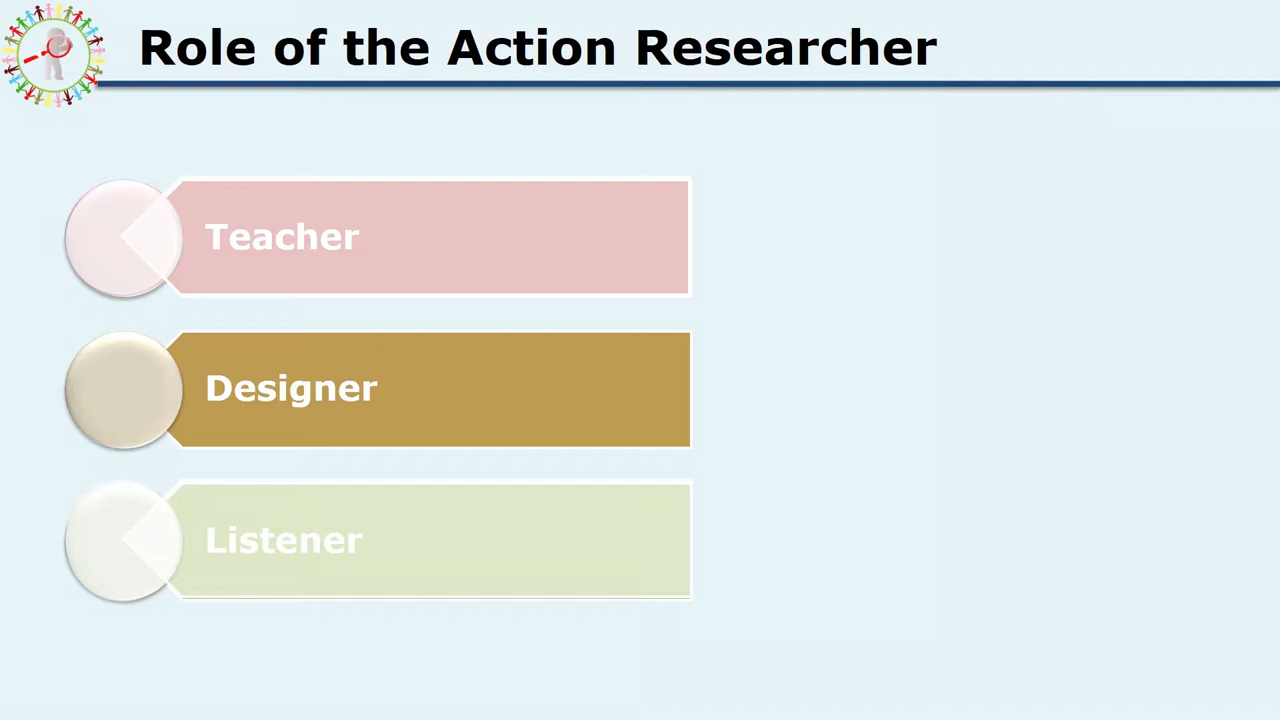 Role of the Action Researcher
Teacher
Designer
Listener